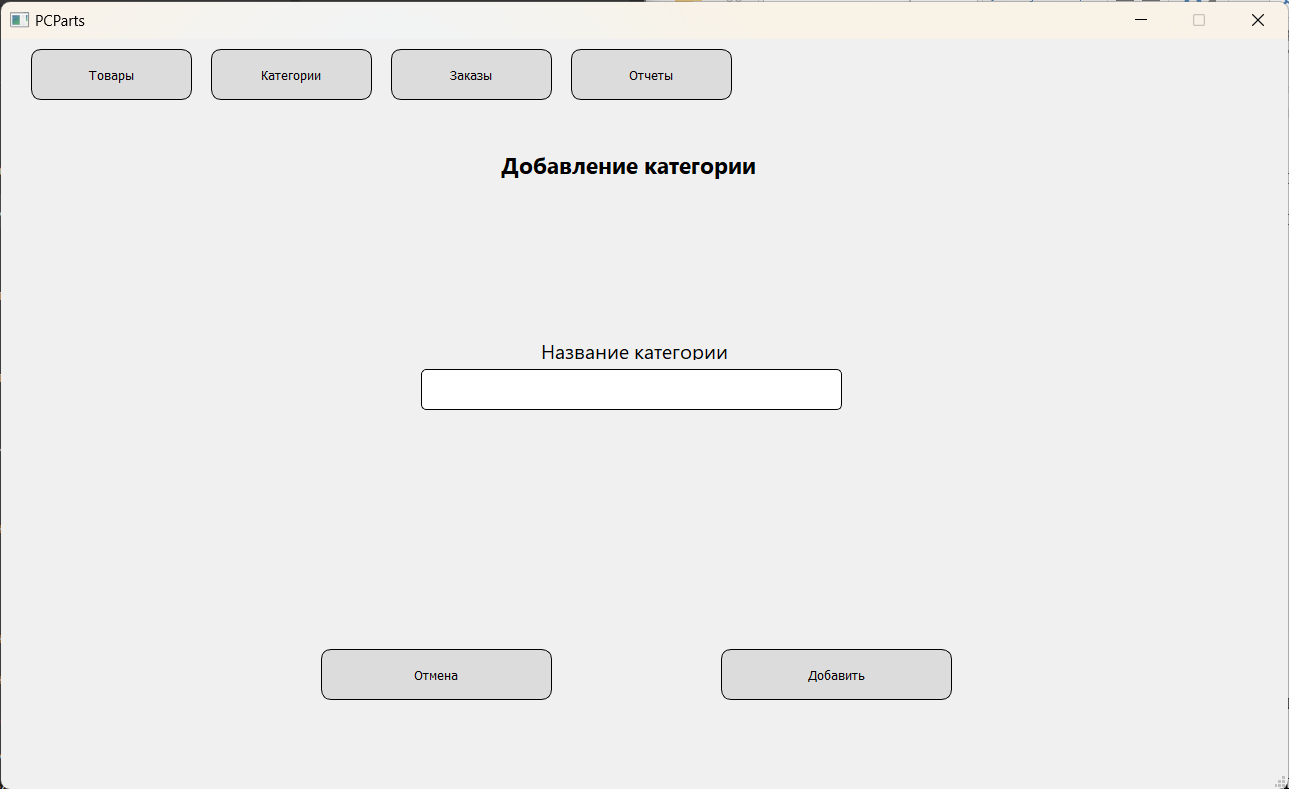 PCParts
Товары
Категории
Заказы
Отчеты
Добавление категории
Название категории
Отмена
Добавить